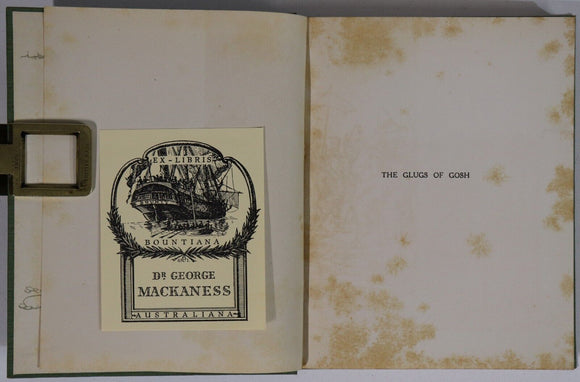 EX-LIBRIS
BOUNTIANA
DR GEORGE
MACKANESS
AUSTRALIANA
THE GLUGS OF GOSH